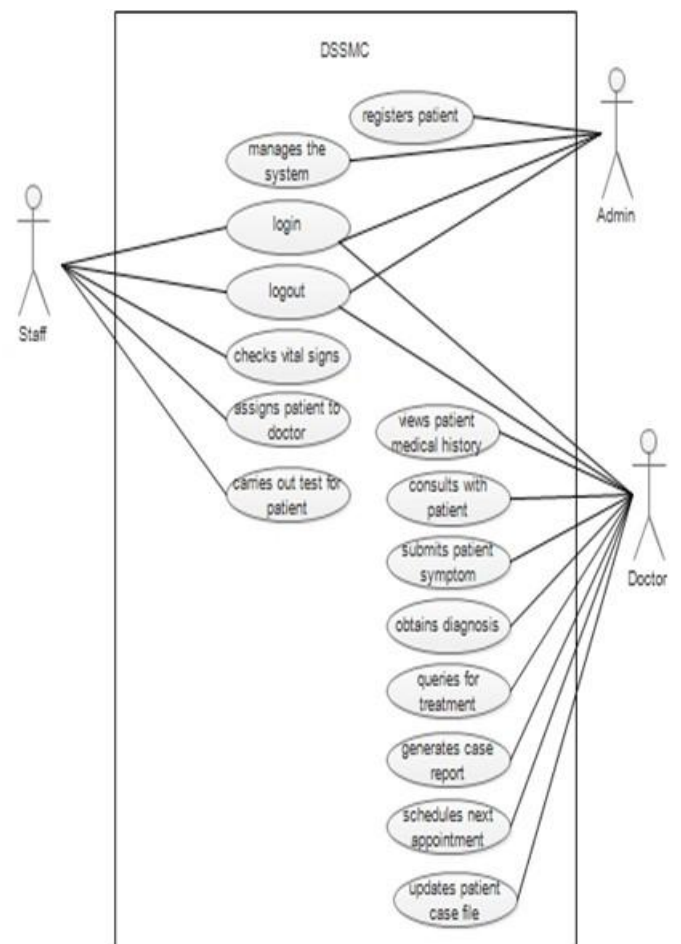 DSSMC
registers patient
manages the
system
Admin
login
Staff
logout
checks vital signs
assigns patient to
doctor
views patient
medical history
carries out test for
patient
consults with
patient
submits patient
symptom
Doctor
obtains diagnosis
queries for
treatment
generates case
report
schedules next
appointment
updates patient
case file